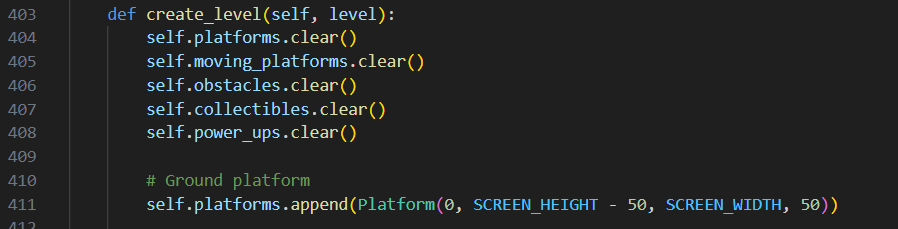 403 def create_level(self, level):
404 self.platforms.clear()
405 self.moving_platforms.clear()
406 self.obstacles.clear()
407 self.collectibles.clear()
408 self.power_ups.clear()
409
410 # Ground platform
411 self.platforms.append(Platform(0, SCREEN_HEIGHT - 50, SCREEN_WIDTH, 50))
412